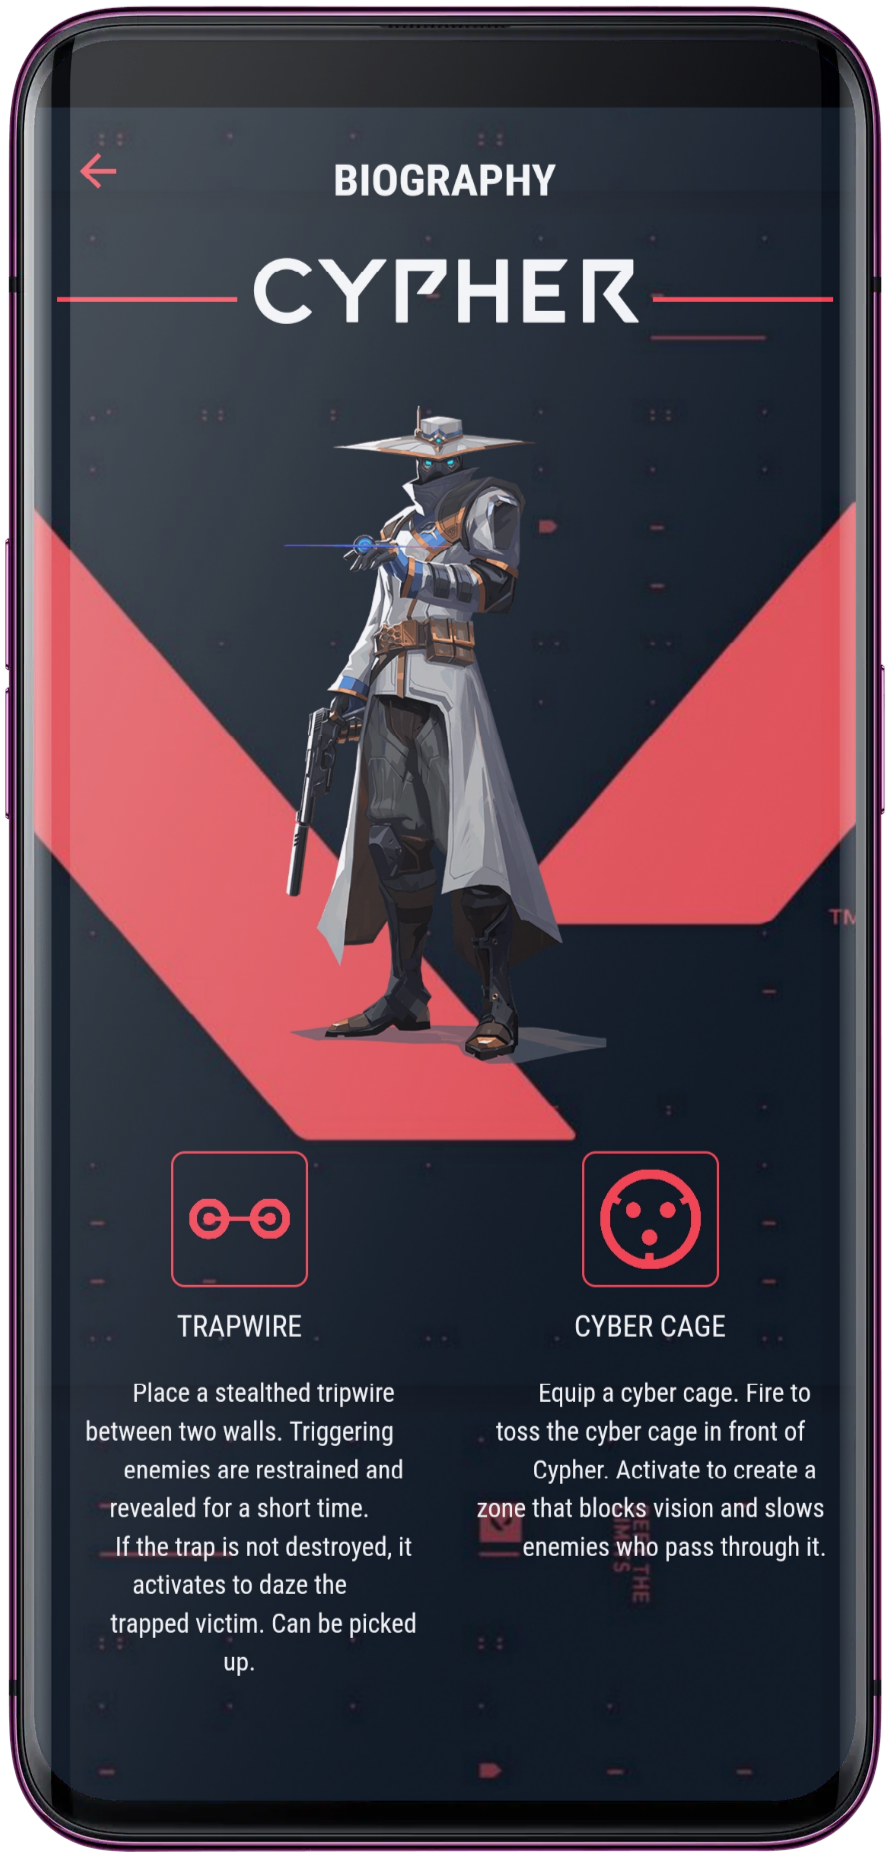 BIOGRAPHY
CYPHER
TM
TRAPWIRE
Place a stealthed tripwire
between two walls. Triggering
enemies are restrained and
revealed for a short time.
If the trap is not destroyed, it
activates to daze the
trapped victim. Can be picked
up.
CYBER CAGE
Equip a cyber cage. Fire to
toss the cyber cage in front of
Cypher. Activate to create a
zone that blocks vision and slows
enemies who pass through it.
THE